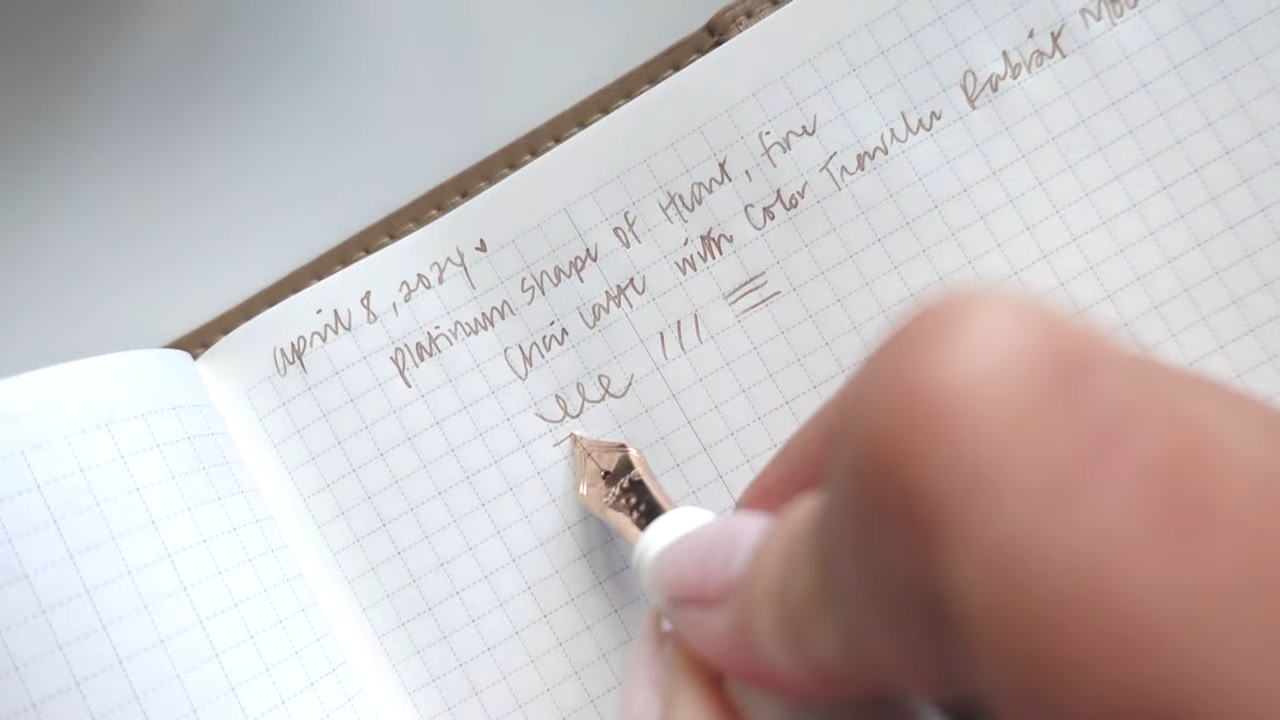 april 8, 2024 ♥
platinum shape of Heart, fine
Chai Latte with Color Traveler Rabbit